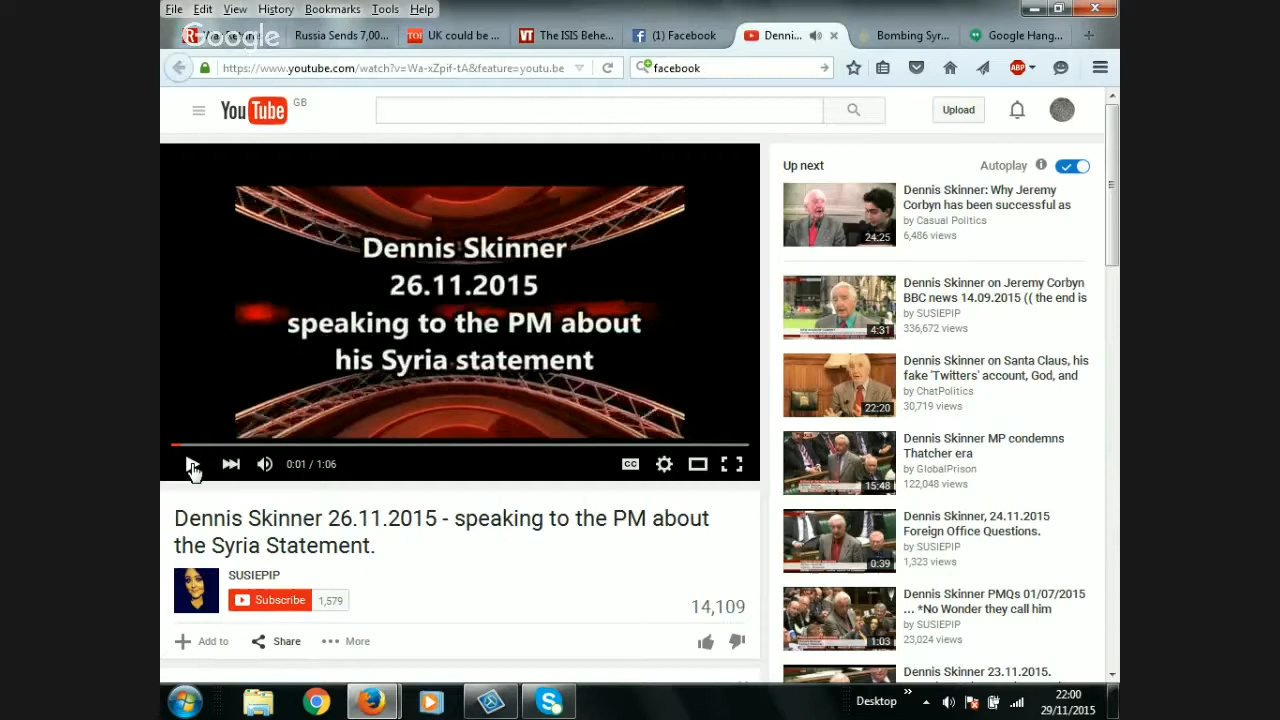 File Edit View History Bookmarks Tools Help
Google
Russia Sends 7,00...
TOI UK could be ...
VT The ISIS Behe...
(1) Facebook
Denni...
Bombing Syr...
Google Hang...
https://www.youtube.com/watch?v=Wa-xZpif-tA&feature=youtu.be
facebook
ABP
YouTube GB
Upload
Dennis Skinner
26.11.2015
speaking to the PM about
his Syria statement
0:01 / 1:06
CC
Dennis Skinner 26.11.2015 - speaking to the PM about
the Syria Statement.
SUSIEPIP
Subscribe 1,579
14,109
Add to Share More
Up next Autoplay
24:25
Dennis Skinner: Why Jeremy
Corbyn has been successful as
by Casual Politics
6,486 views
4:31
Dennis Skinner on Jeremy Corbyn
BBC news 14.09.2015 (( the end is
by SUSIEPIP
336,672 views
22:20
Dennis Skinner on Santa Claus, his
fake 'Twitters' account, God, and
by ChatPolitics
30,719 views
15:48
Dennis Skinner MP condemns
Thatcher era
by GlobalPrison
122,048 views
0:39
Dennis Skinner, 24.11.2015
Foreign Office Questions.
by SUSIEPIP
1,323 views
1:03
Dennis Skinner PMQs 01/07/2015
... *No Wonder they call him
by SUSIEPIP
23,024 views
Dennis Skinner 23.11.2015.
Desktop
22:00
29/11/2015